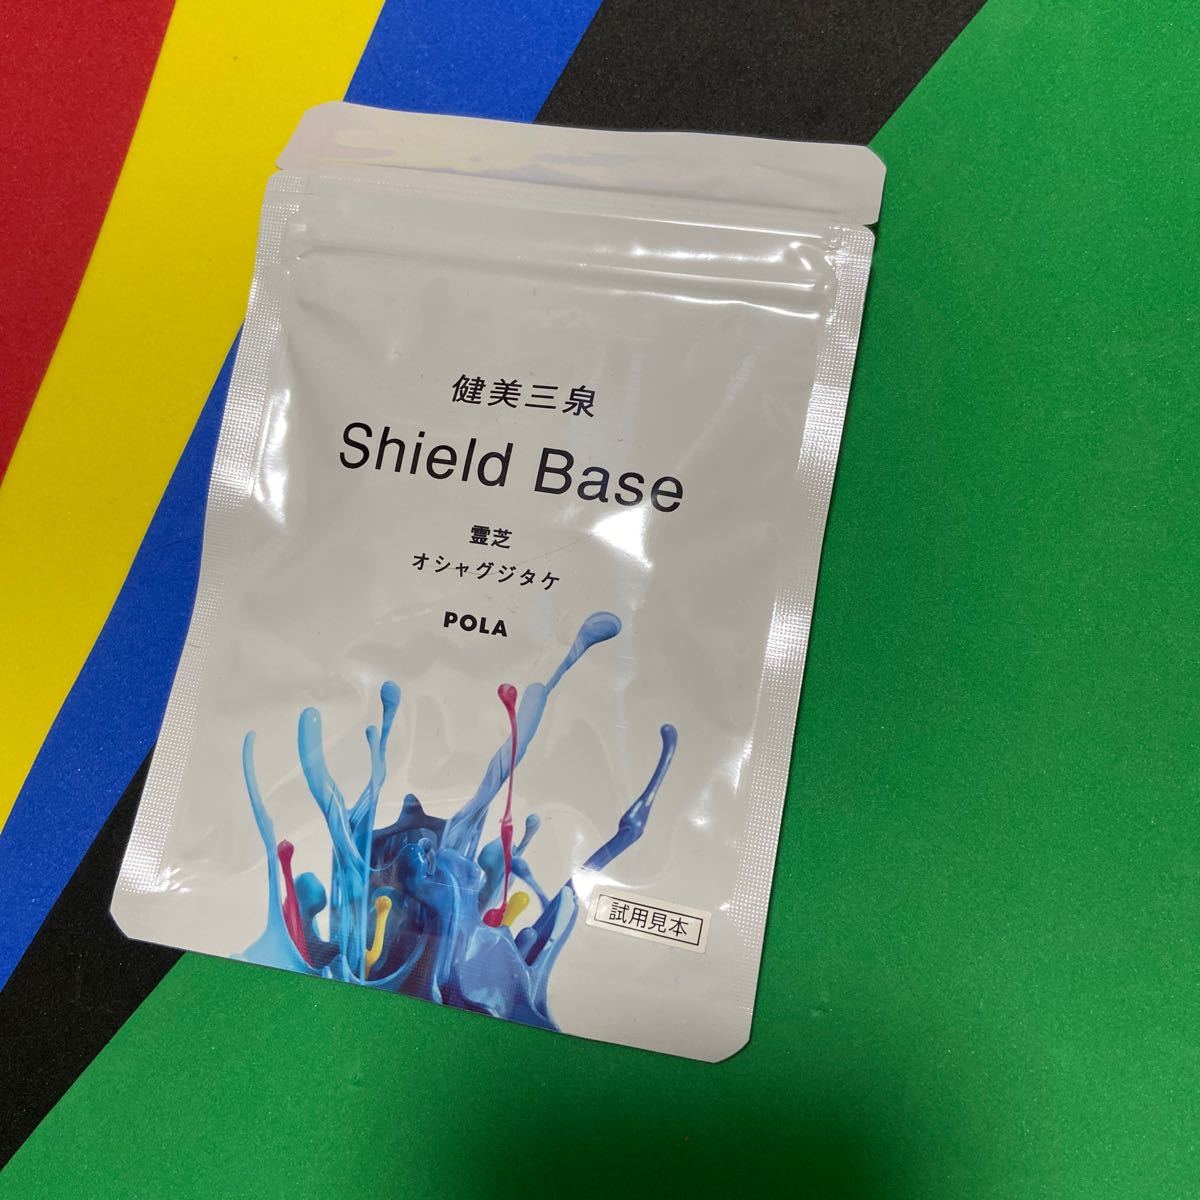 健美三泉
Shield Base
霊芝
オシャグジタケ
POLA
試用見本